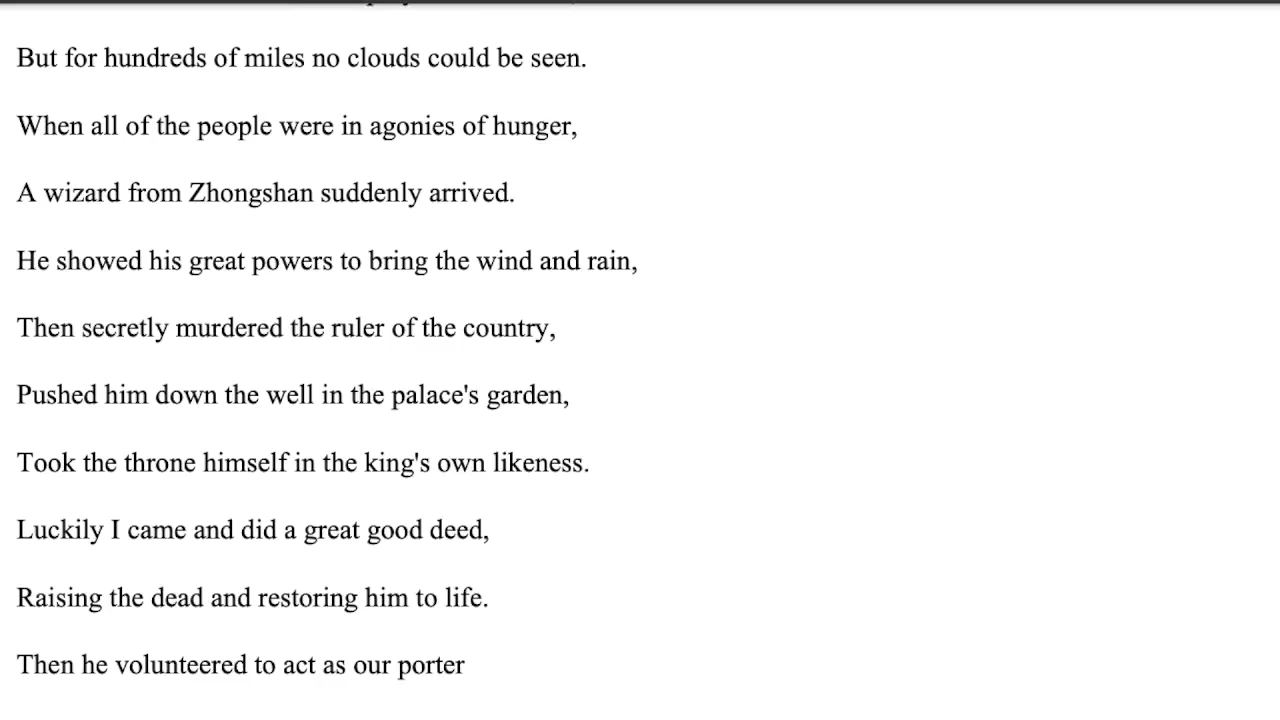 But for hundreds of miles no clouds could be seen.
When all of the people were in agonies of hunger,
A wizard from Zhongshan suddenly arrived.
He showed his great powers to bring the wind and rain,
Then secretly murdered the ruler of the country,
Pushed him down the well in the palace's garden,
Took the throne himself in the king's own likeness.
Luckily I came and did a great good deed,
Raising the dead and restoring him to life.
Then he volunteered to act as our porter